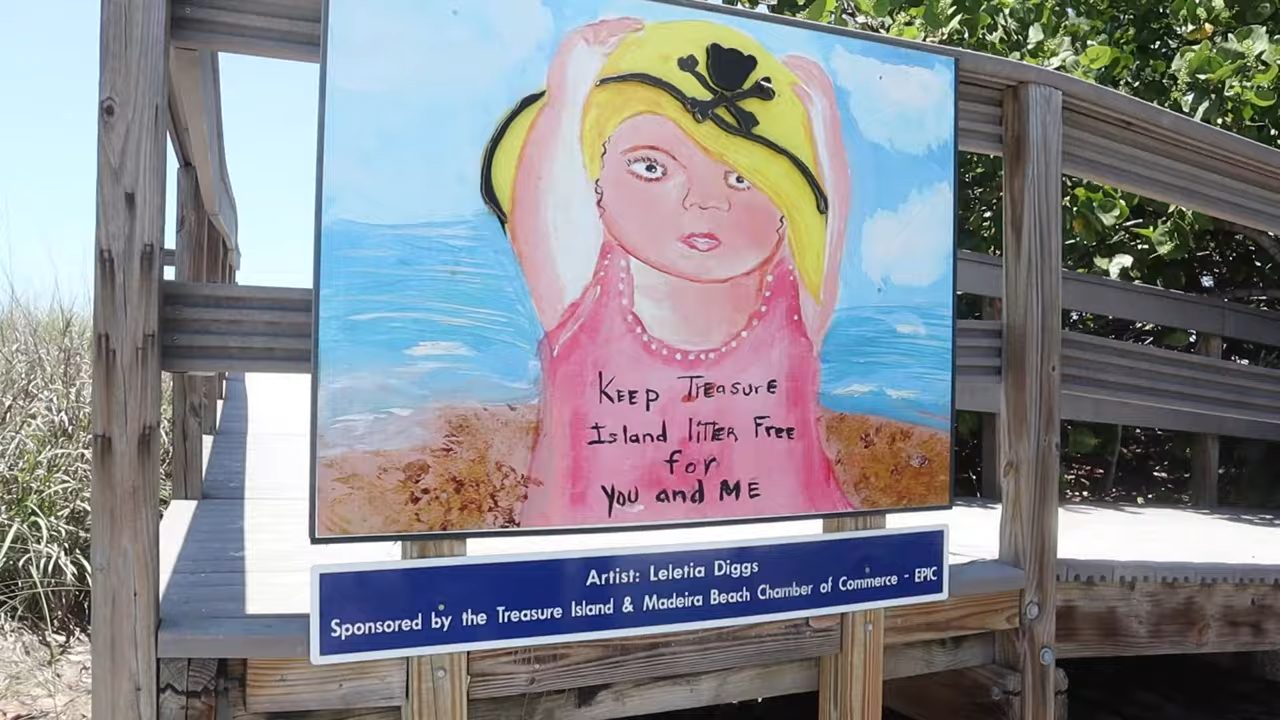 KEEP TREasurE
Island lITTER FreE
for
YOU and ME
Artist: Leletia Diggs
Sponsored by the Treasure Island & Madeira Beach Chamber of Commerce - EPIC